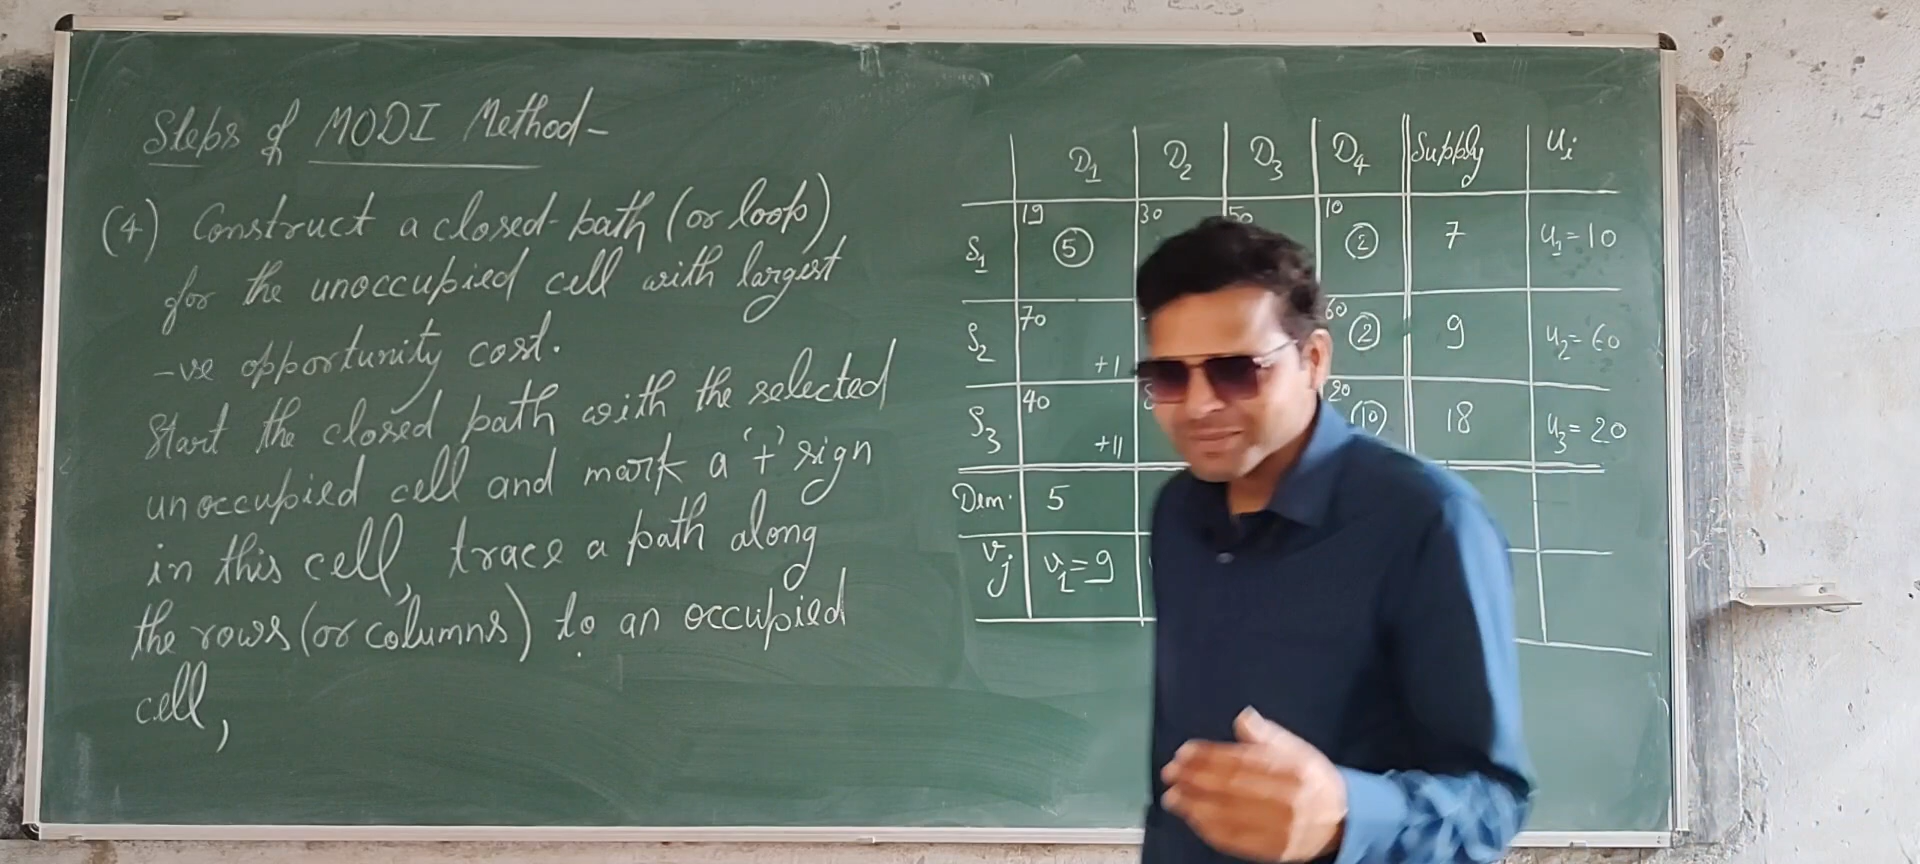 Steps of MODI Method-
(4) Construct a closed-path (or loop)
for the unoccupied cell with largest
-ve opportunity cost.
Start the closed path with the selected
unoccupied cell and mark a '+' sign
in this cell, trace a path along
the rows (or columns) to an occupied
cell,
D1 D2 D3 D4 Supply ui
S1 19 5 30 50 10 2 7 u1=10
S2 70 +1 60 2 9 u2=60
S3 40 +11 20 10 18 u3=20
Dem. 5
vj v1=9